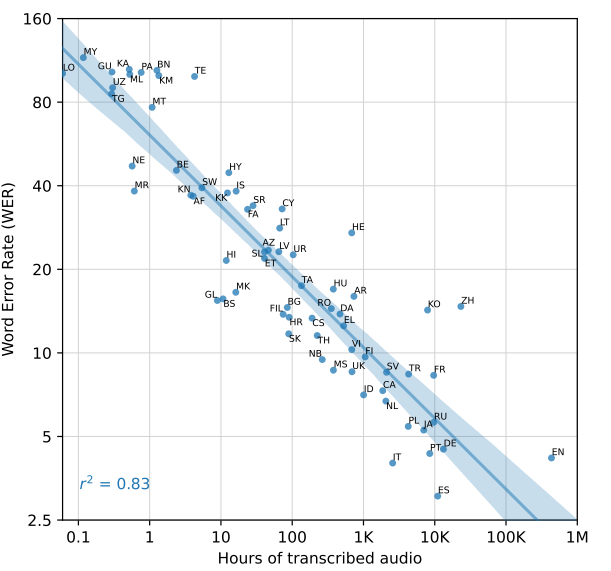 160
80
40
20
10
5
2.5
Word Error Rate (WER)
MY
LO
GU
KA
PA
BN
TE
UZ
ML
KM
TG
MT
NE
MR
BE
HY
KN
AF
SW
KK
IS
SR
FA
CY
LT
HE
AZ
SL
ET
LV
UR
HI
MK
GL
BS
TA
HU
AR
BG
FIL
HR
SK
RO
DA
CS
EL
TH
KO
ZH
NB
MS
VI
UK
FI
SV
TR
FR
ID
CA
NL
PL
JA
RU
PT
DE
IT
EN
ES
r² = 0.83
0.1
1
10
100
1K
10K
100K
1M
Hours of transcribed audio